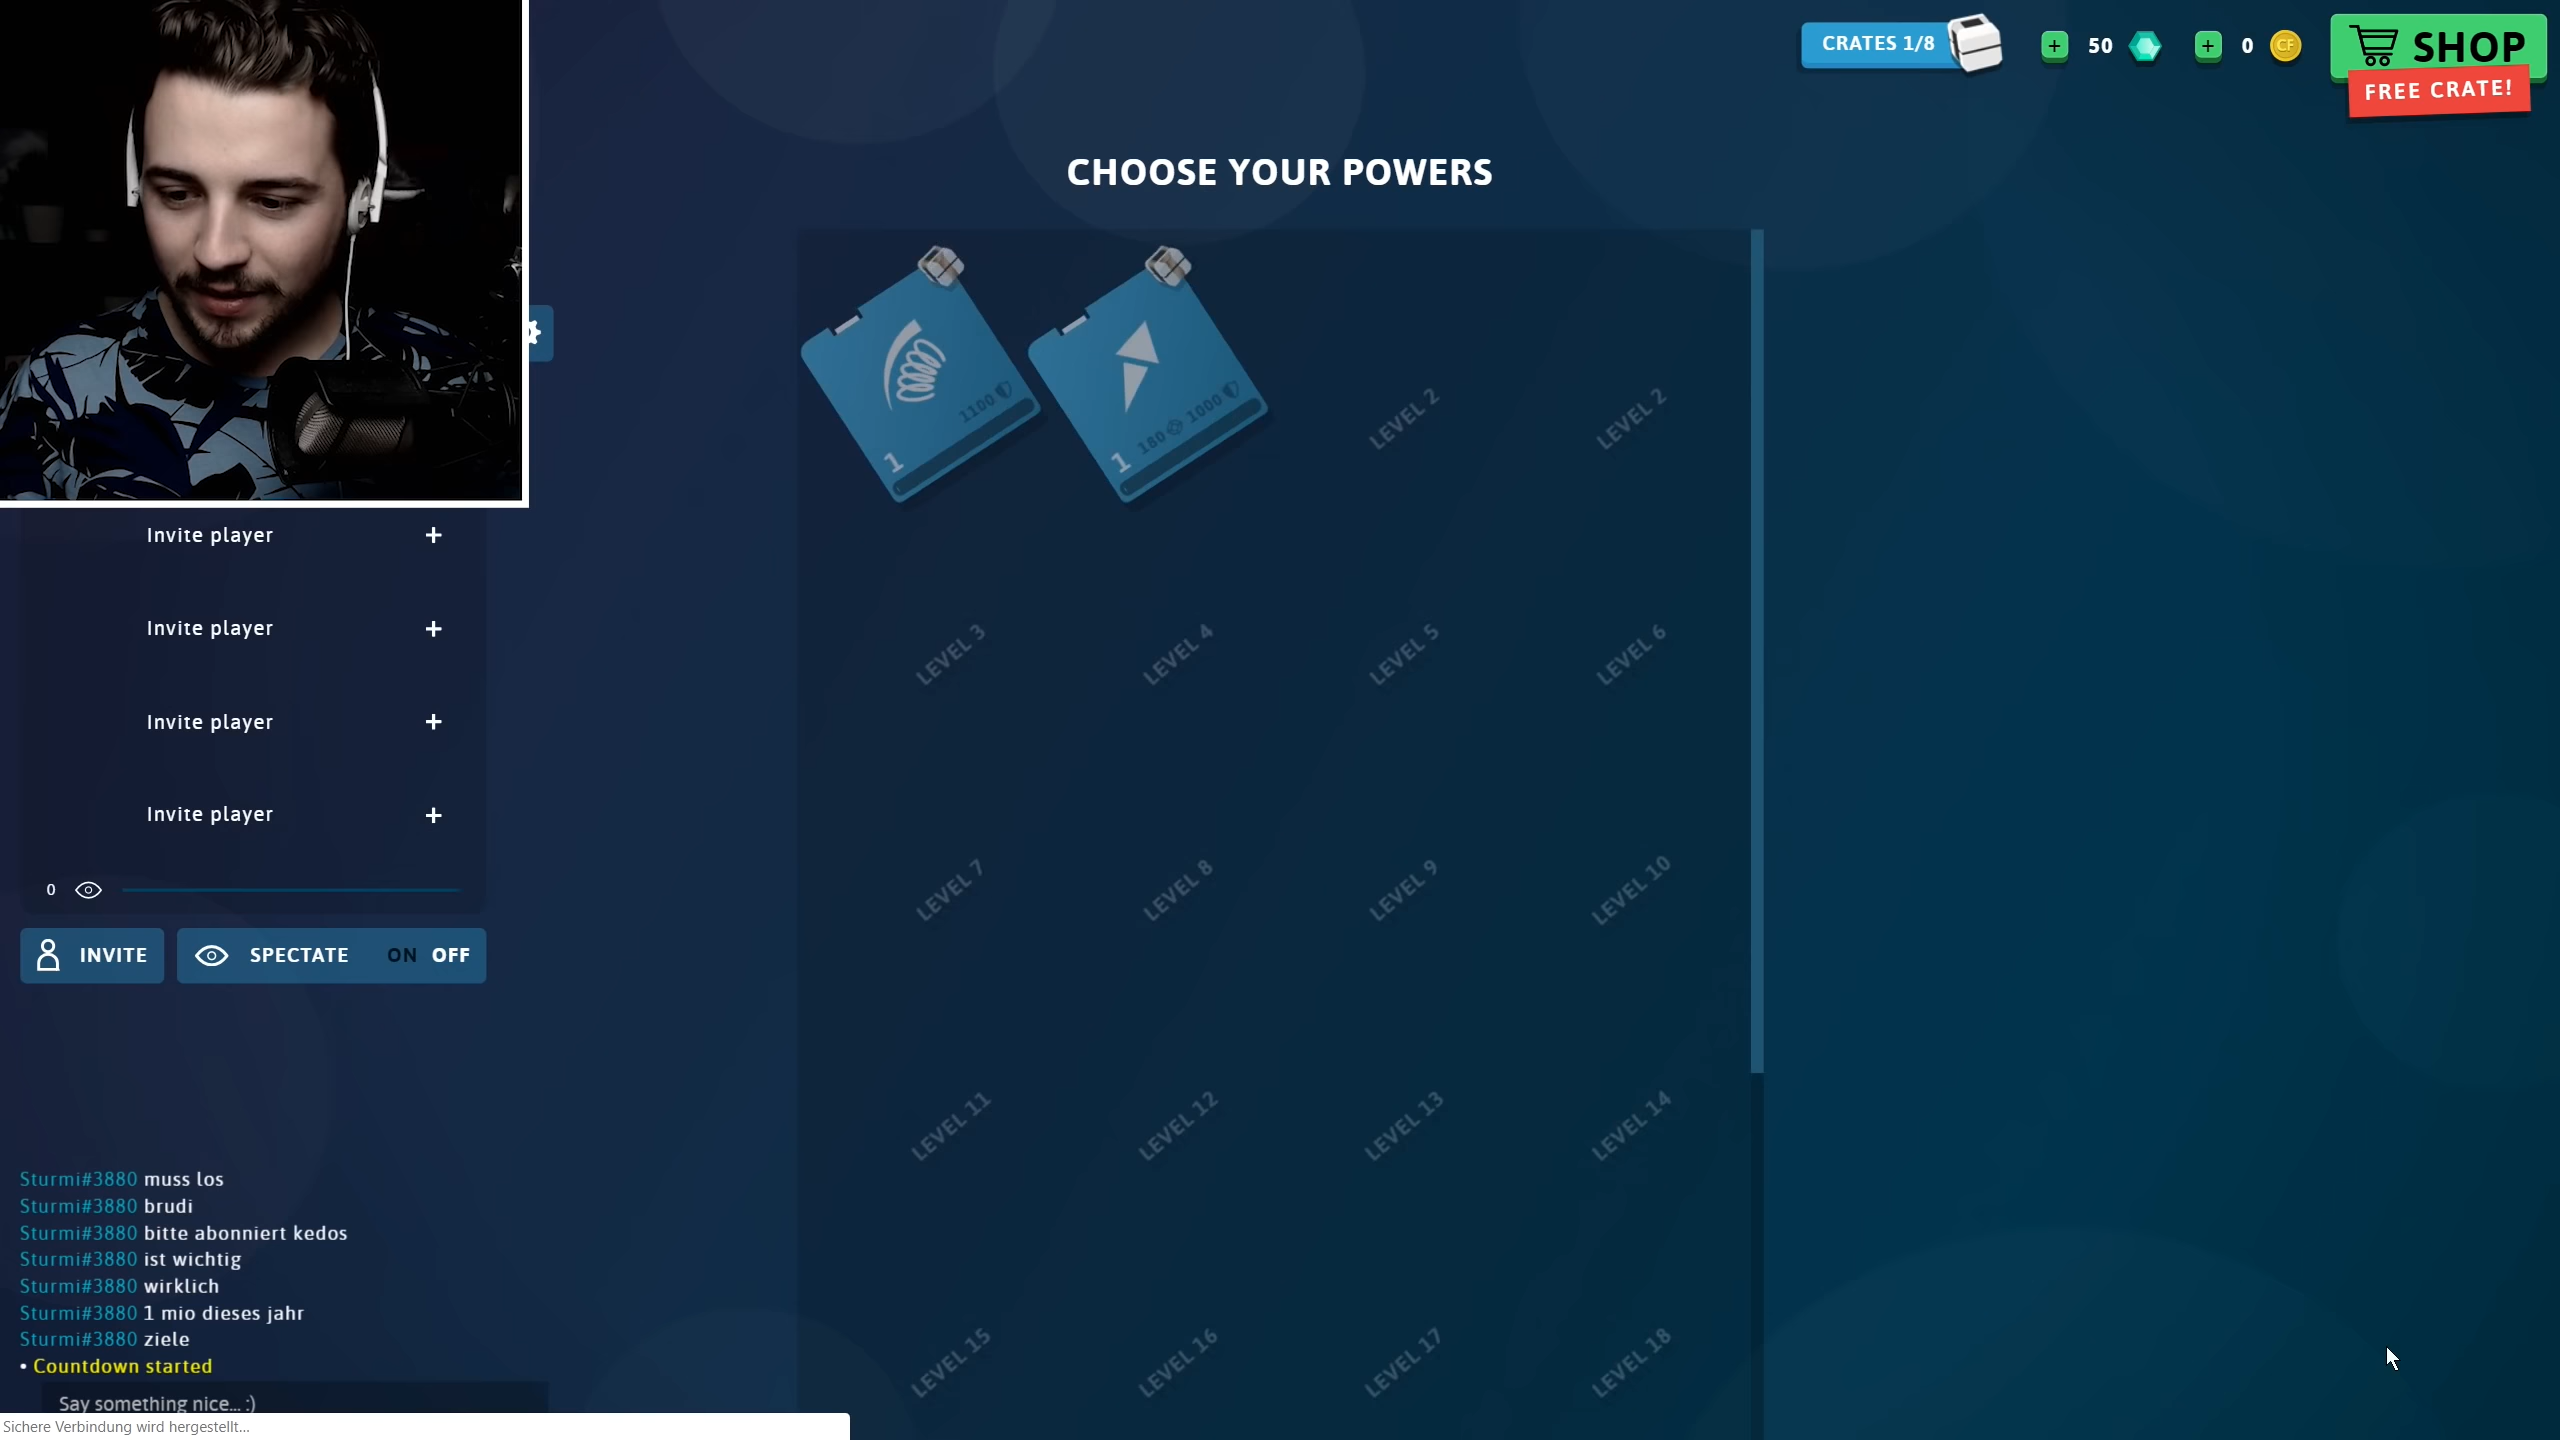 CRATES 1/8
50
0
CF
SHOP
FREE CRATE!
CHOOSE YOUR POWERS
1100
1
180 1000
1
LEVEL 2
LEVEL 2
LEVEL 3
LEVEL 4
LEVEL 5
LEVEL 6
LEVEL 7
LEVEL 8
LEVEL 9
LEVEL 10
LEVEL 11
LEVEL 12
LEVEL 13
LEVEL 14
LEVEL 15
LEVEL 16
LEVEL 17
LEVEL 18
Invite player +
Invite player +
Invite player +
Invite player +
0
INVITE
SPECTATE ON OFF
Sturmi#3880 muss los
Sturmi#3880 brudi
Sturmi#3880 bitte abonniert kedos
Sturmi#3880 ist wichtig
Sturmi#3880 wirklich
Sturmi#3880 1 mio dieses jahr
Sturmi#3880 ziele
• Countdown started
Say something nice... :)
Sichere Verbindung wird hergestellt...